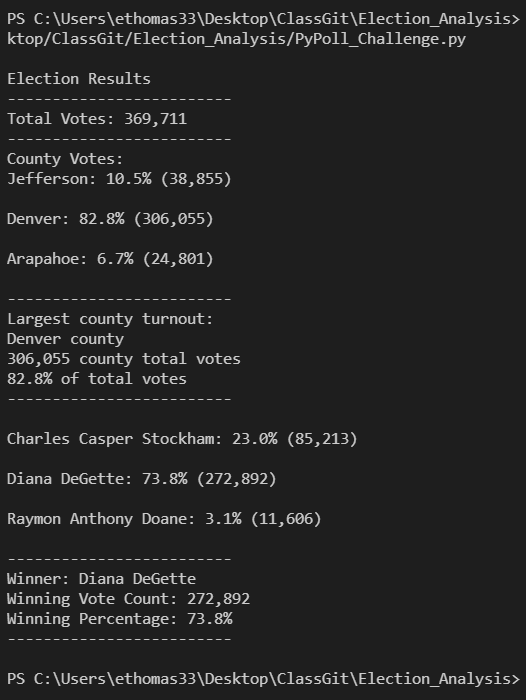 PS C:\Users\ethomas33\Desktop\ClassGit\Election_Analysis>
ktop/ClassGit/Election_Analysis/PyPoll_Challenge.py
Election Results
-------------------------
Total Votes: 369,711
-------------------------
County Votes:
Jefferson: 10.5% (38,855)
Denver: 82.8% (306,055)
Arapahoe: 6.7% (24,801)
-------------------------
Largest county turnout:
Denver county
306,055 county total votes
82.8% of total votes
-------------------------
Charles Casper Stockham: 23.0% (85,213)
Diana DeGette: 73.8% (272,892)
Raymon Anthony Doane: 3.1% (11,606)
-------------------------
Winner: Diana DeGette
Winning Vote Count: 272,892
Winning Percentage: 73.8%
-------------------------
PS C:\Users\ethomas33\Desktop\ClassGit\Election_Analysis>